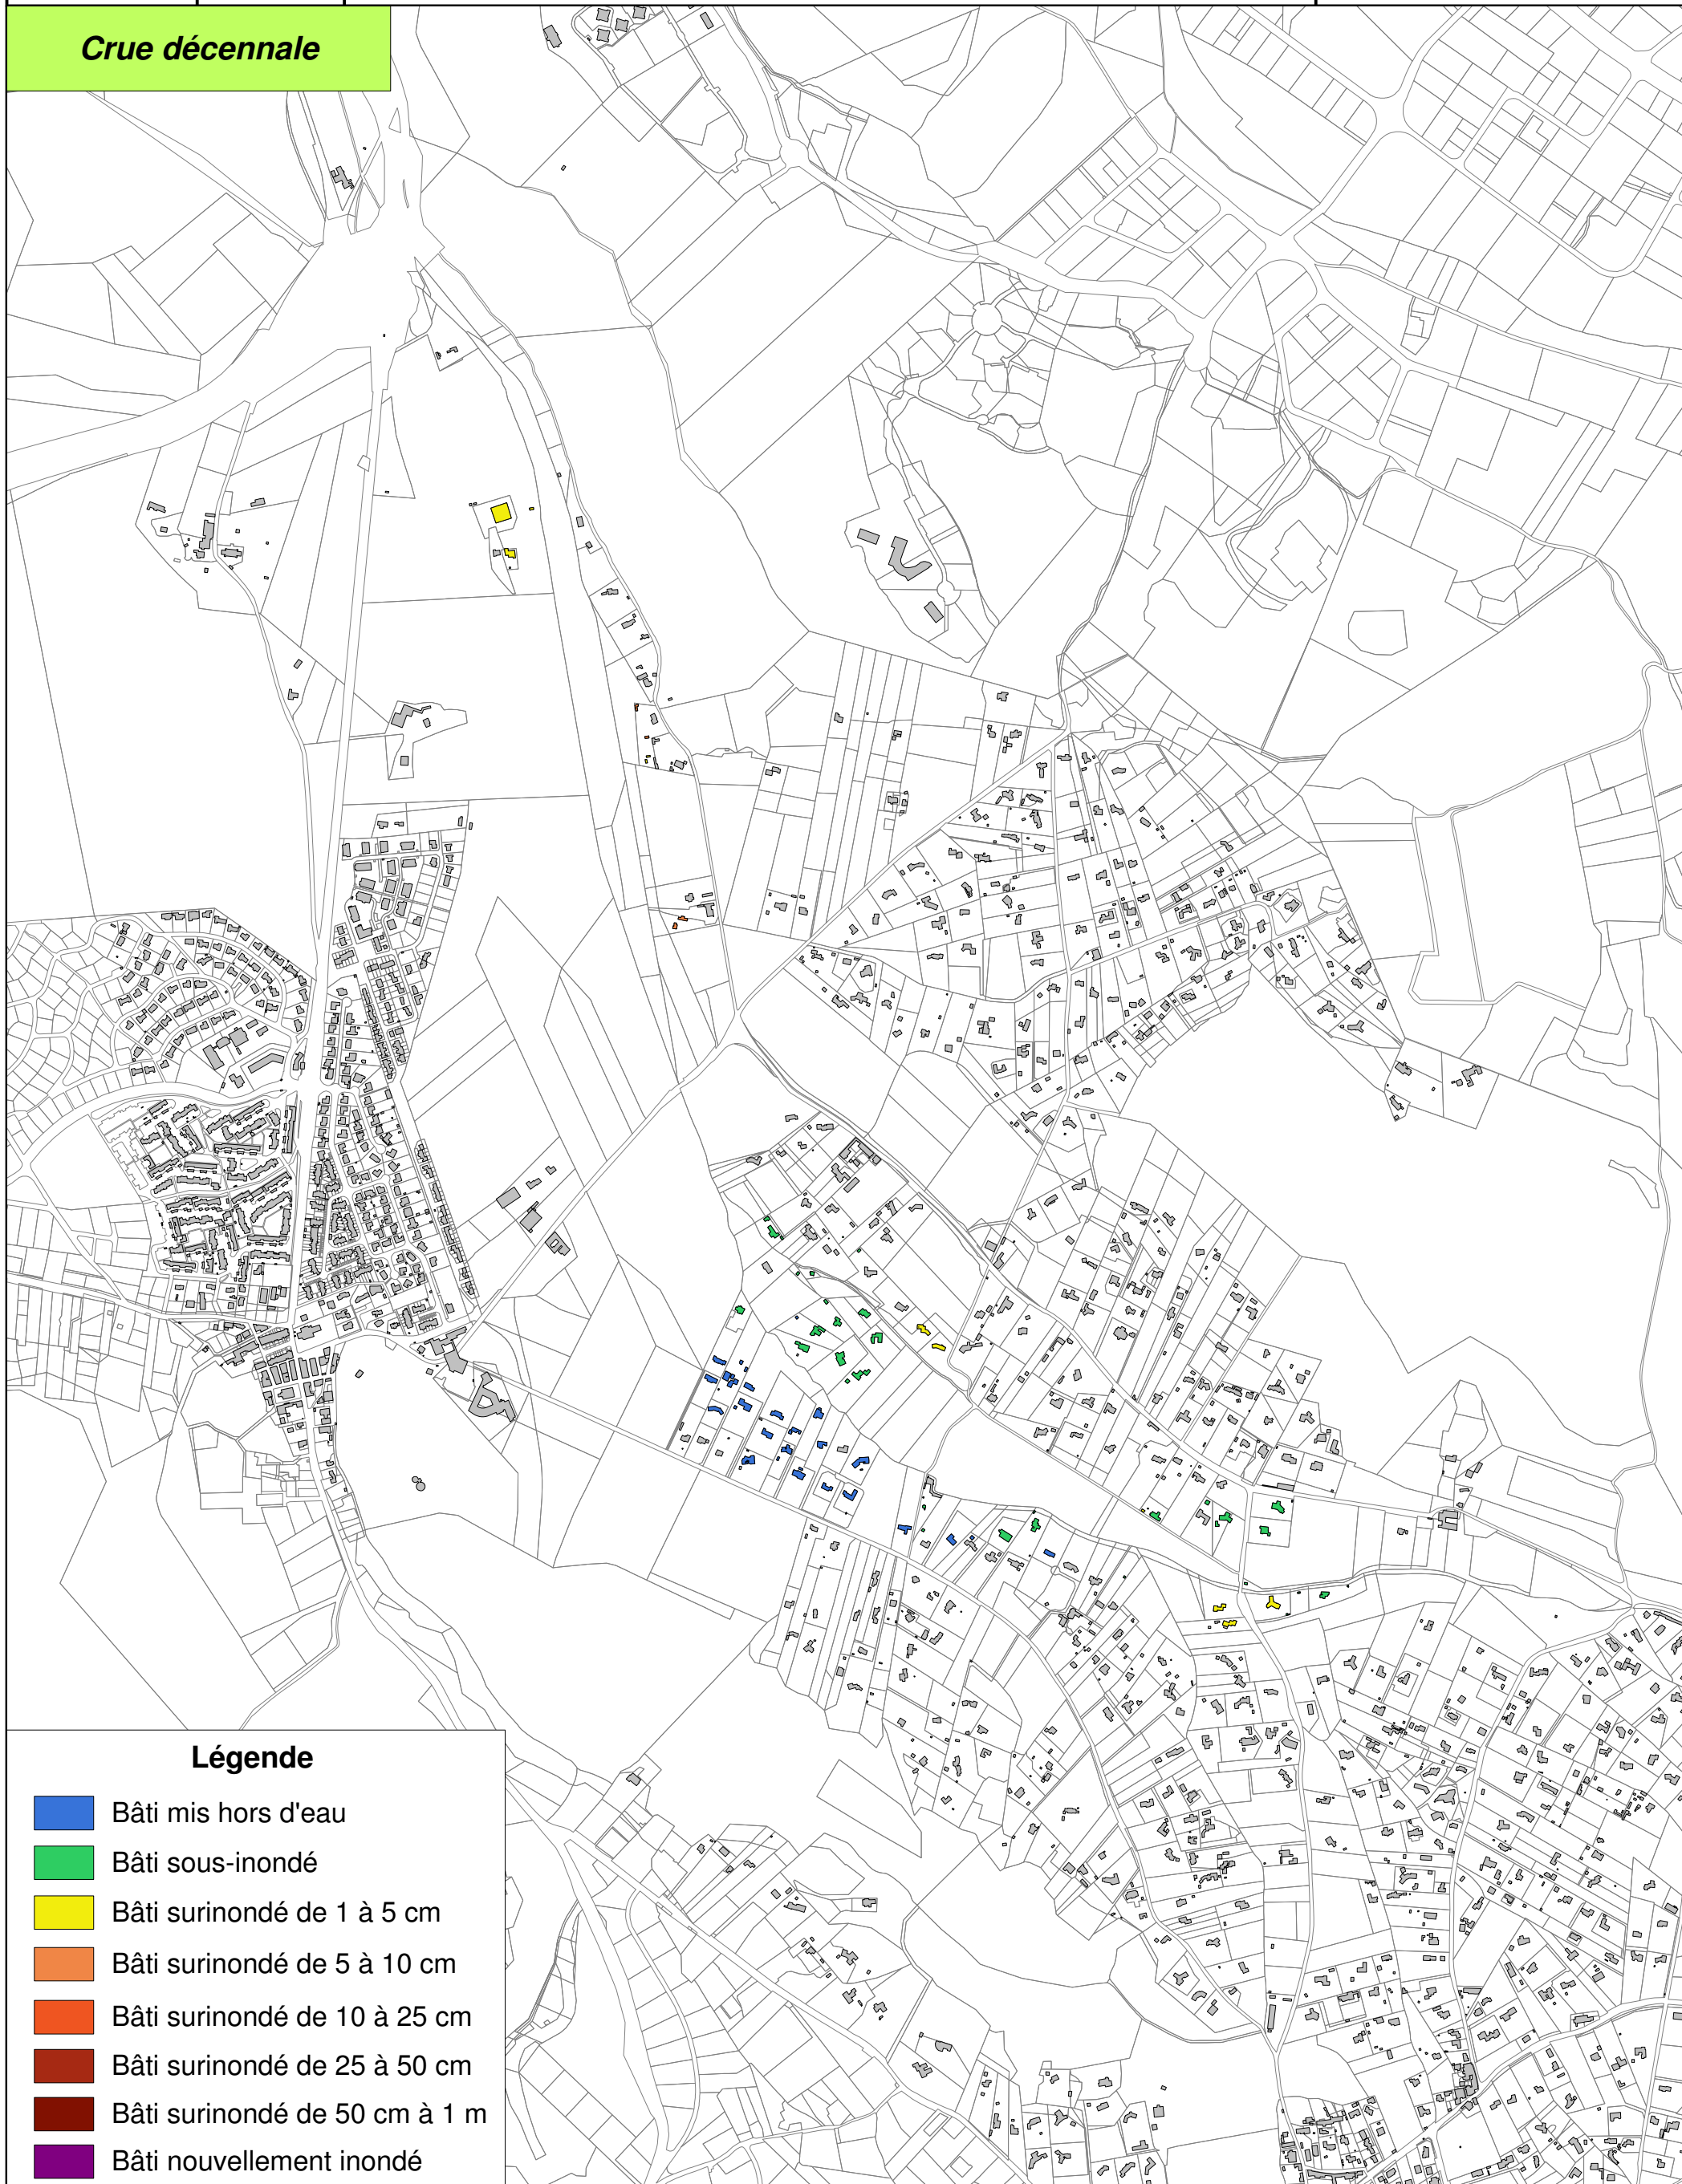 Crue décennale
Légende
Bâti mis hors d'eau
Bâti sous-inondé
Bâti surinondé de 1 à 5 cm
Bâti surinondé de 5 à 10 cm
Bâti surinondé de 10 à 25 cm
Bâti surinondé de 25 à 50 cm
Bâti surinondé de 50 cm à 1 m
Bâti nouvellement inondé